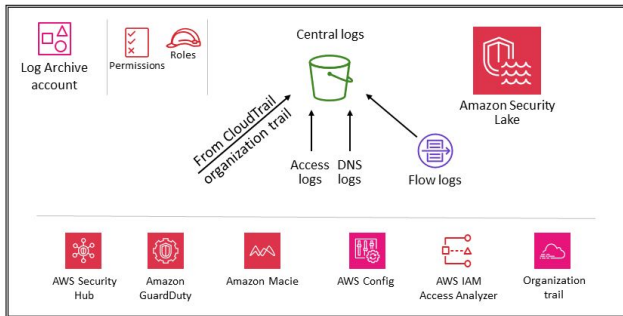 Log Archive
account
Permissions
Roles
Central logs
Amazon Security
Lake
From CloudTrail
organization trail
Access
logs
DNS
logs
Flow logs
AWS Security
Hub
Amazon
GuardDuty
Amazon Macie
AWS Config
AWS IAM
Access Analyzer
Organization
trail